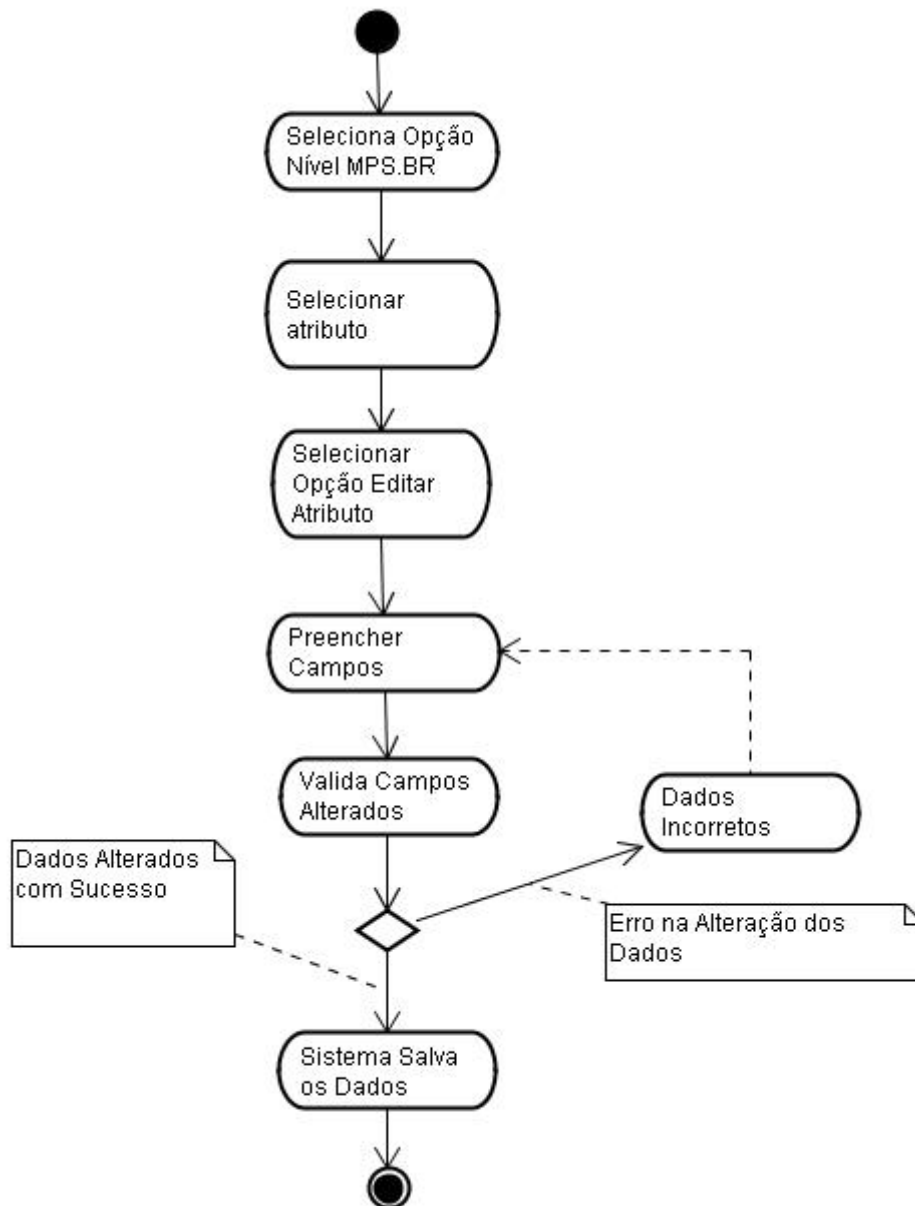 Seleciona Opção
Nível MPS.BR
Selecionar
atributo
Selecionar
Opção Editar
Atributo
Preencher
Campos
Valida Campos
Alterados
Dados
Incorretos
Dados Alterados
com Sucesso
Erro na Alteração dos
Dados
Sistema Salva
os Dados